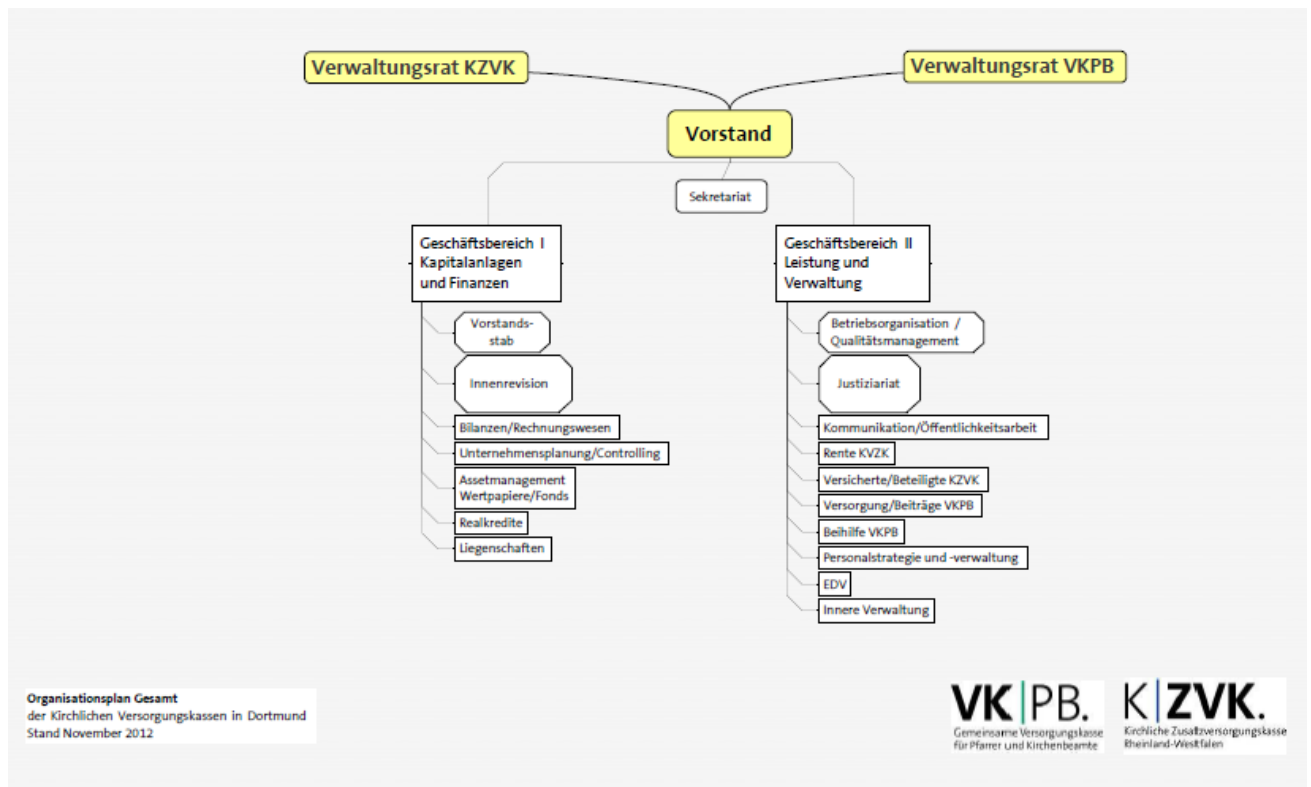 Verwaltungsrat KZVK
Verwaltungsrat VKPB
Vorstand
Sekretariat
Geschäftsbereich I
Kapitalanlagen
und Finanzen
Vorstands-
stab
Innenrevision
Bilanzen/Rechnungswesen
Unternehmensplanung/Controlling
Assetmanagement
Wertpapiere/Fonds
Realkredite
Liegenschaften
Geschäftsbereich II
Leistung und
Verwaltung
Betriebsorganisation /
Qualitätsmanagement
Justiziariat
Kommunikation/Öffentlichkeitsarbeit
Rente KVZK
Versicherte/Beteiligte KZVK
Versorgung/Beiträge VKPB
Beihilfe VKPB
Personalstrategie und -verwaltung
EDV
Innere Verwaltung
Organisationsplan Gesamt
der Kirchlichen Versorgungskassen in Dortmund
Stand November 2012
VK|PB.
Gemeinsame Versorgungskasse
für Pfarrer und Kirchenbeamte
K|ZVK.
Kirchliche Zusatzversorgungskasse
Rheinland-Westfalen